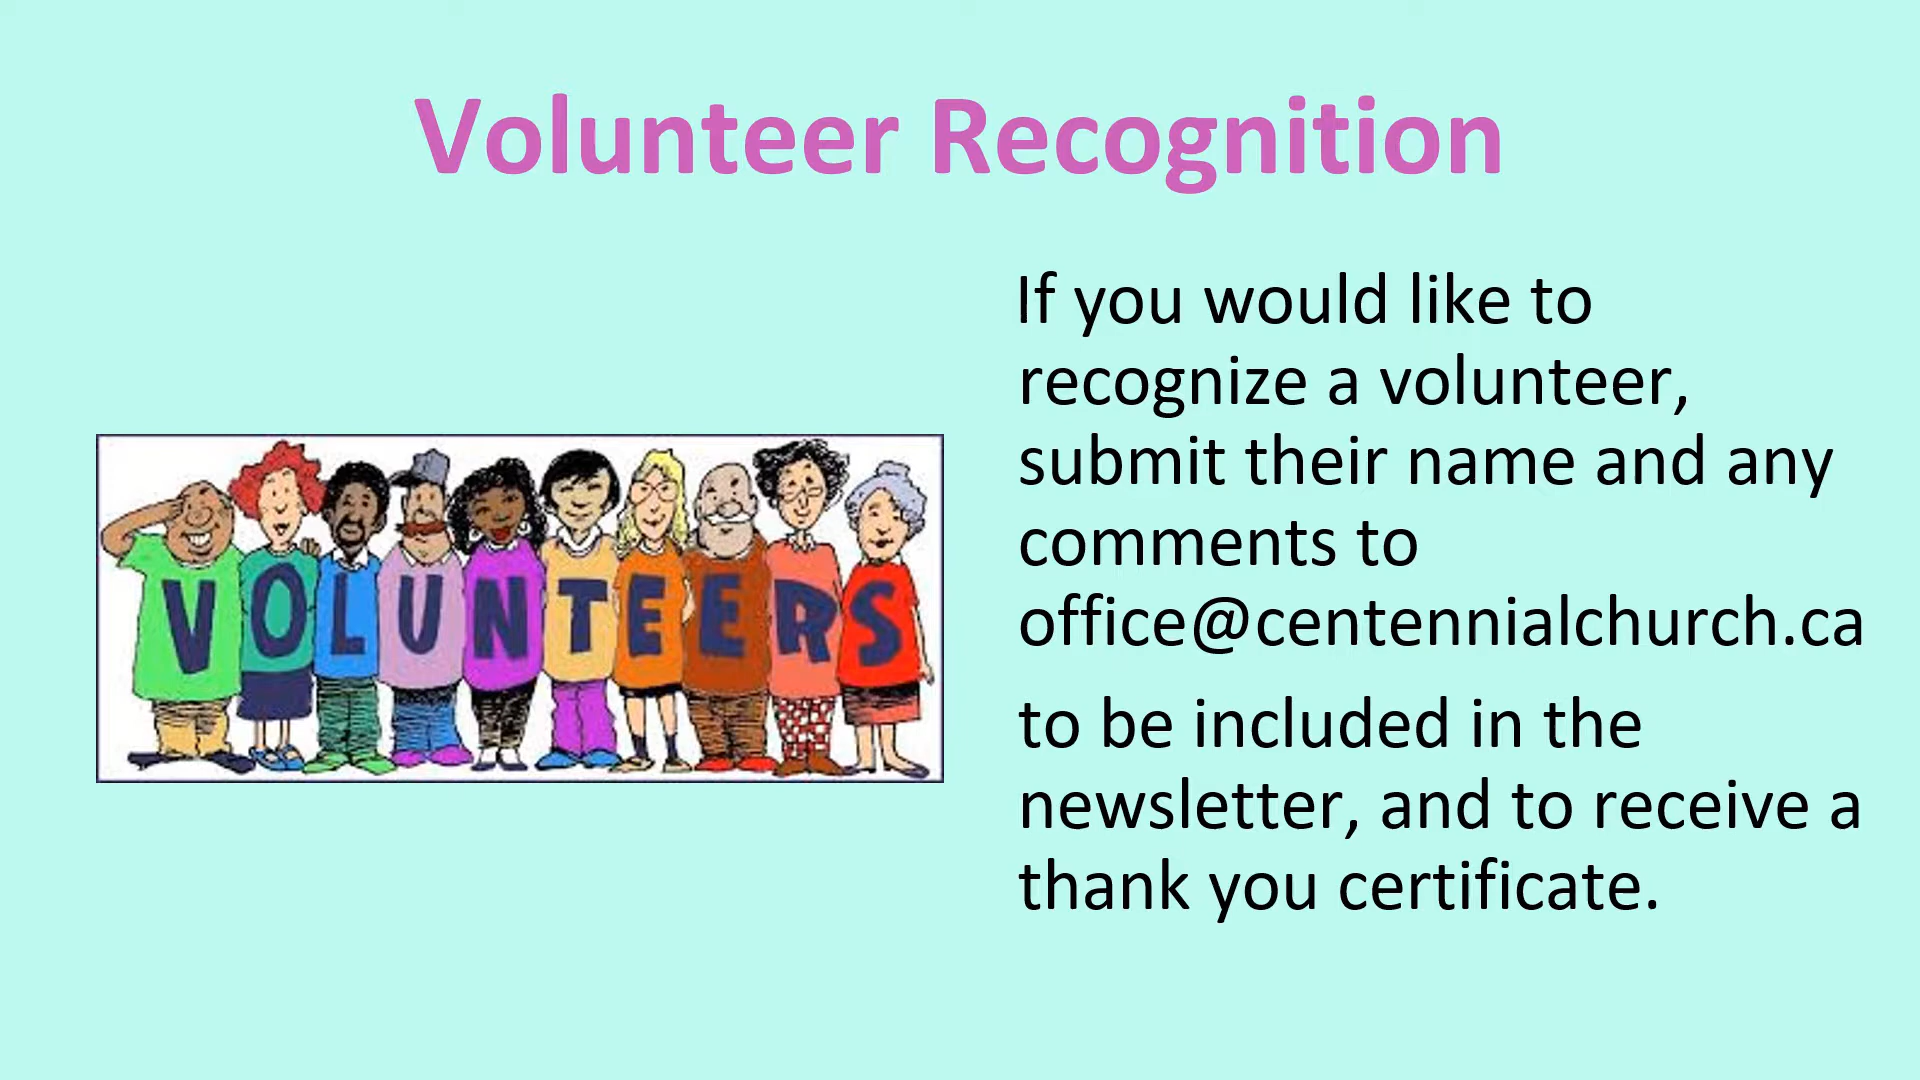 Volunteer Recognition
If you would like to
recognize a volunteer,
submit their name and any
comments to
office@centennialchurch.ca
to be included in the
newsletter, and to receive a
thank you certificate.
VOLUNTEERS